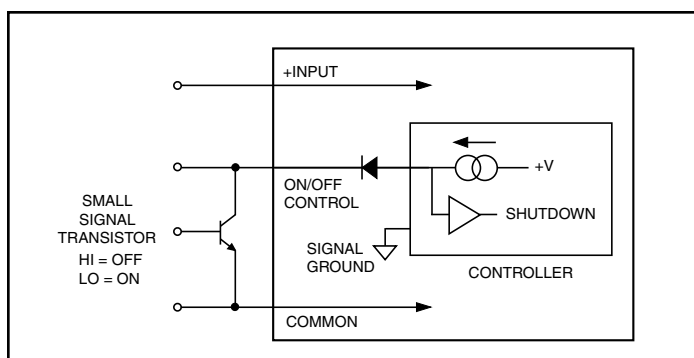 +INPUT
+V
ON/OFF
CONTROL
SHUTDOWN
SMALL
SIGNAL
TRANSISTOR
HI = OFF
LO = ON
SIGNAL
GROUND
CONTROLLER
COMMON